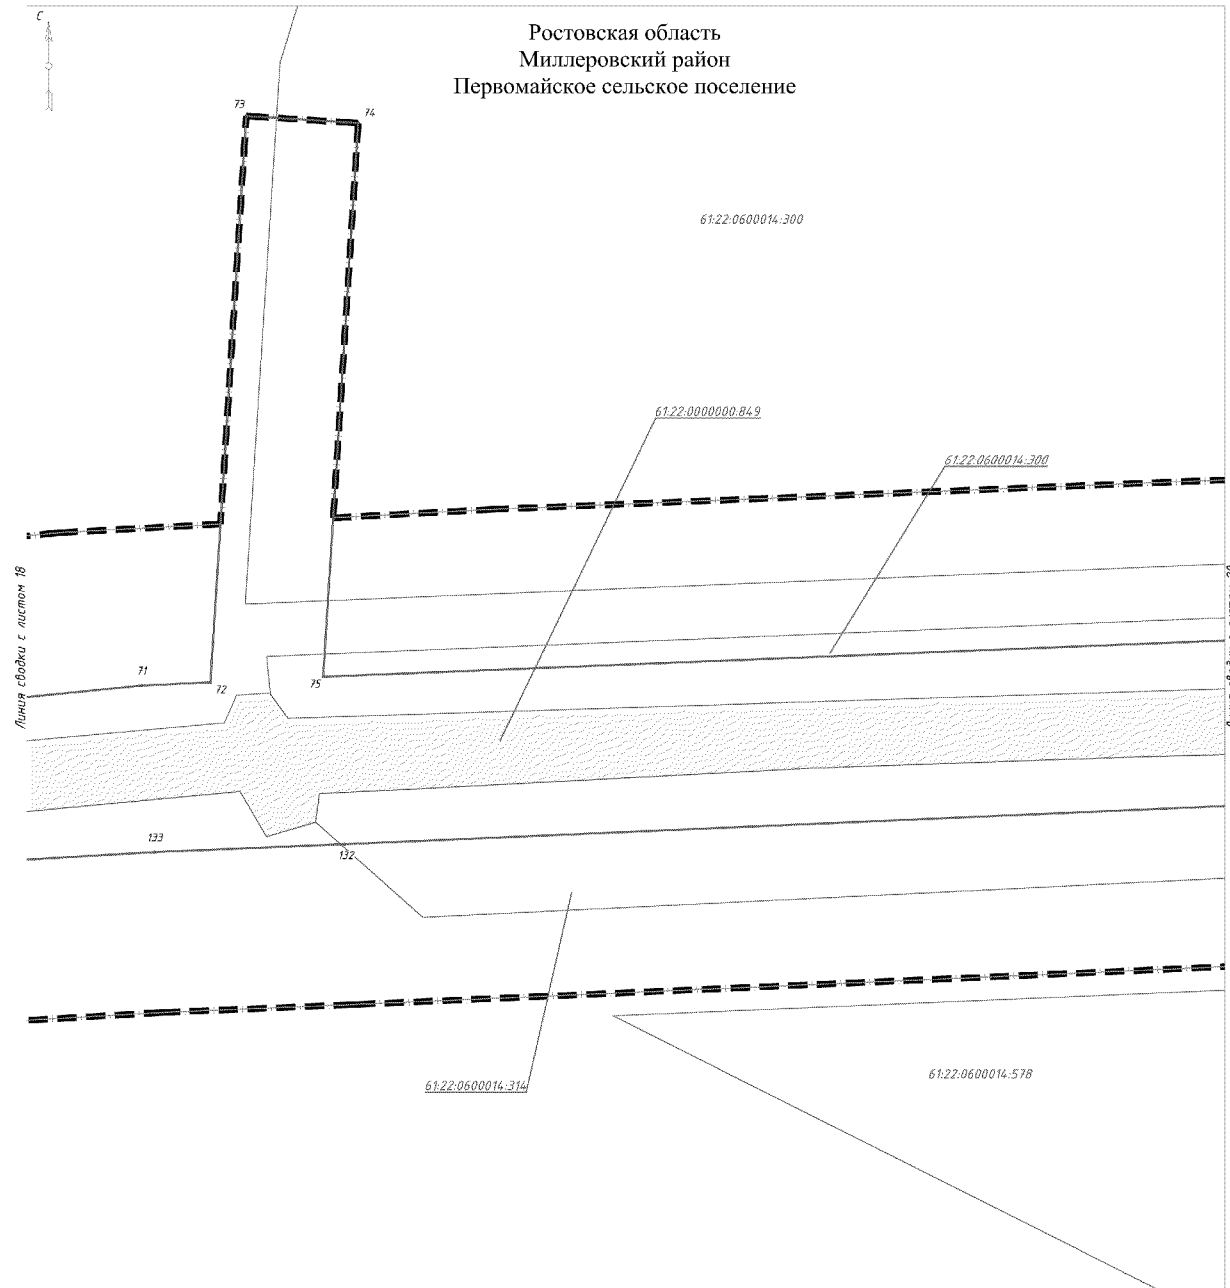 С
Ростовская область
Миллеровский район
Первомайское сельское поселение
73
74
61:22:0600014:300
61:22:0000000:849
61:22:0600014:300
Линия сводки с листом 18
71
72
75
133
132
61:22:0600014:314
61:22:0600014:578